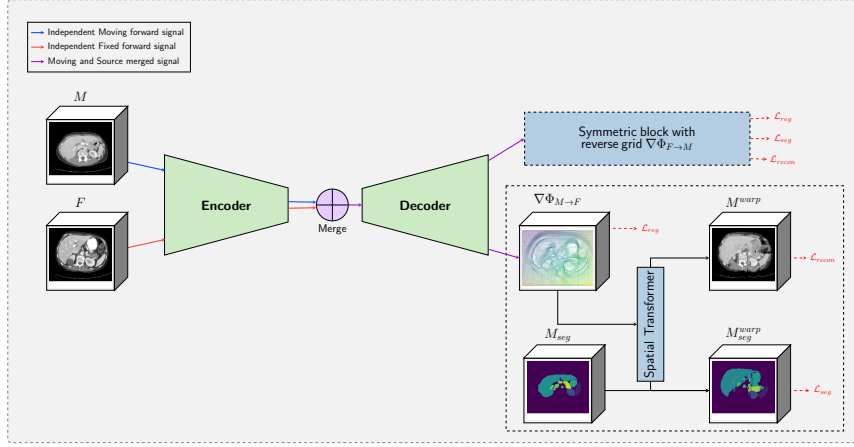 Independent Moving forward signal
Independent Fixed forward signal
Moving and Source merged signal
M
F
Encoder
Merge
Decoder
Symmetric block with
reverse grid ∇Φ_{F→M}
ℒ_{reg}
ℒ_{seg}
ℒ_{recon}
∇Φ_{M→F}
ℒ_{reg}
M^{warp}
ℒ_{recon}
Spatial Transformer
M_{seg}
M_{seg}^{warp}
ℒ_{seg}